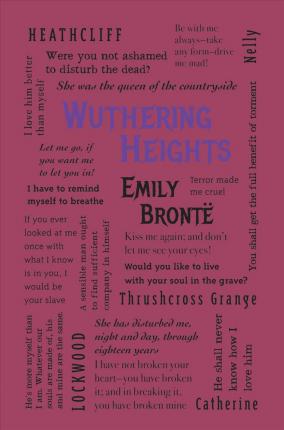 HEATHCLIFF
Be with me
always–take
any form–drive
me mad!
Nelly
I love him better
than myself
Were you not ashamed
to disturb the dead?
She was the queen of the countryside
WUTHERING
HEIGHTS
Let me go, if
you want me
to let you in!
I have to remind
myself to breathe
EMILY
BRONTË
Terror made
me cruel
You shall get the full benefit of torment
If you ever
looked at me
once with
what I know
is in you, I
would be
your slave
A sensible man ought
to find sufficient
company in himself
Kiss me again; and don't
let me see your eyes!
Would you like to live
with your soul in the grave?
Thrushcross Grange
He's more myself than
I am. Whatever our
souls are made of, his
and mine are the same.
LOCKWOOD
She has disturbed me,
night and day, through
eighteen years
I have not broken your
heart–you have broken
it; and in breaking, it,
you have broken mine
He shall never
know how I
love him
Catherine